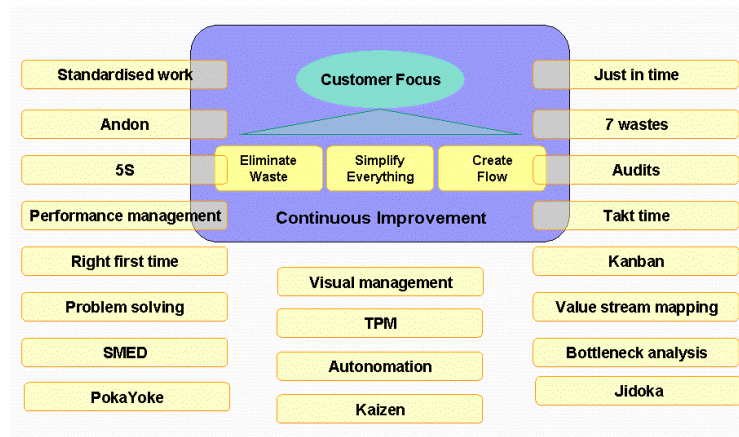 Customer Focus
Eliminate
Waste
Simplify
Everything
Create
Flow
Continuous Improvement
Standardised work
Andon
5S
Performance management
Right first time
Problem solving
SMED
PokaYoke
Visual management
TPM
Autonomation
Kaizen
Just in time
7 wastes
Audits
Takt time
Kanban
Value stream mapping
Bottleneck analysis
Jidoka